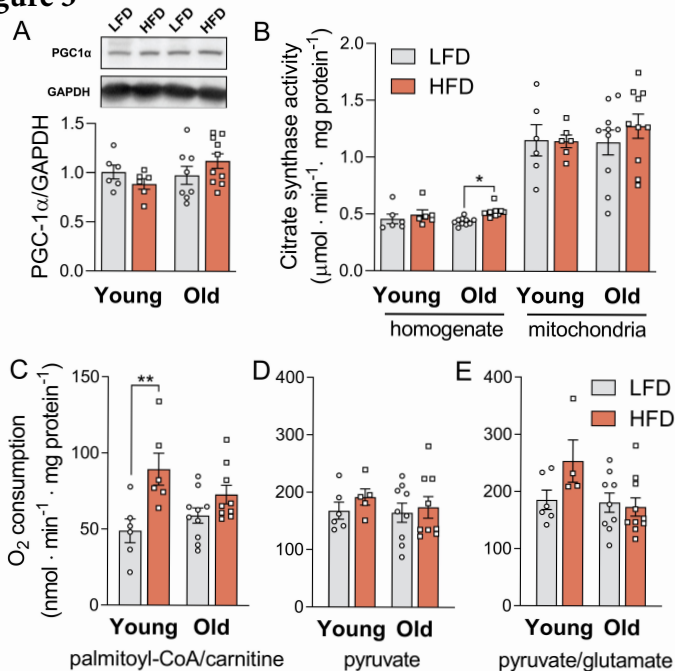 A
LFD HFD LFD HFD
PGC1α
GAPDH
PGC-1α/GAPDH
1.5
1.0
0.5
0.0
Young Old
B
LFD
HFD
Citrate synthase activity
(μmol · min⁻¹ · mg protein⁻¹)
2.0
1.5
1.0
0.5
0.0
*
Young Old Young Old
homogenate mitochondria
C
O₂ consumption
(nmol · min⁻¹ · mg protein⁻¹)
150
100
50
0
**
Young Old
palmitoyl-CoA/carnitine
D
400
300
200
100
0
Young Old
pyruvate
E
LFD
HFD
400
300
200
100
0
Young Old
pyruvate/glutamate